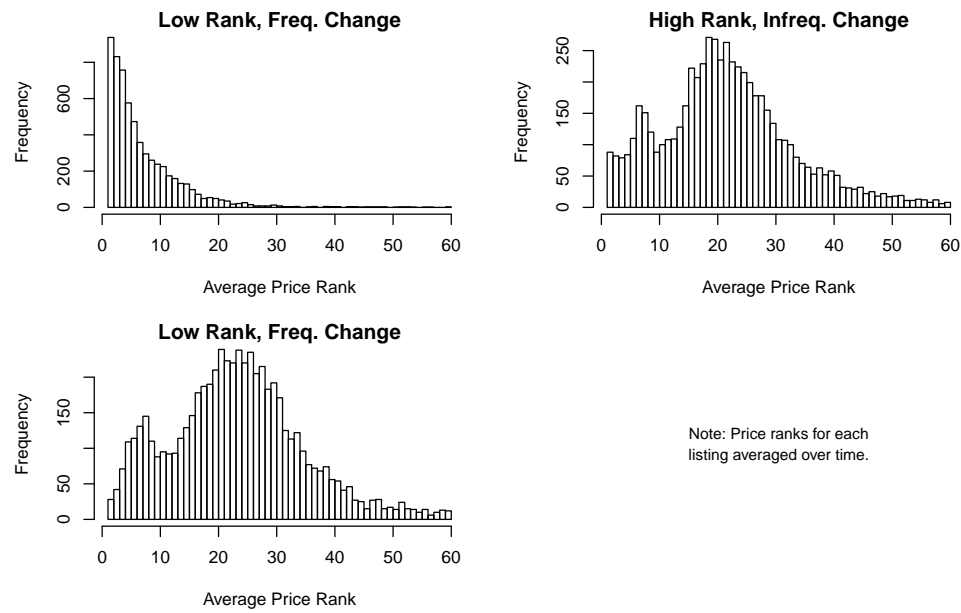 Low Rank, Freq. Change
Frequency
0 200 600
0 10 20 30 40 50 60
Average Price Rank
High Rank, Infreq. Change
Frequency
0 50 150 250
0 10 20 30 40 50 60
Average Price Rank
Low Rank, Freq. Change
Frequency
0 50 150
0 10 20 30 40 50 60
Average Price Rank
Note: Price ranks for each
listing averaged over time.